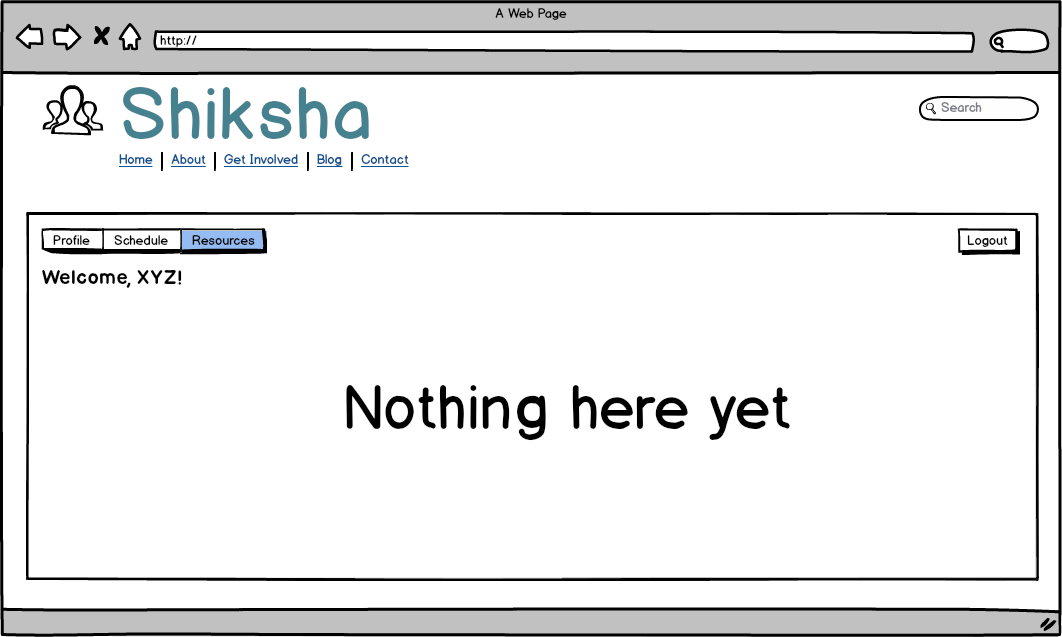 A Web Page
http://
Shiksha
Search
Home About Get Involved Blog Contact
Profile Schedule Resources Logout
Welcome, XYZ!
Nothing here yet